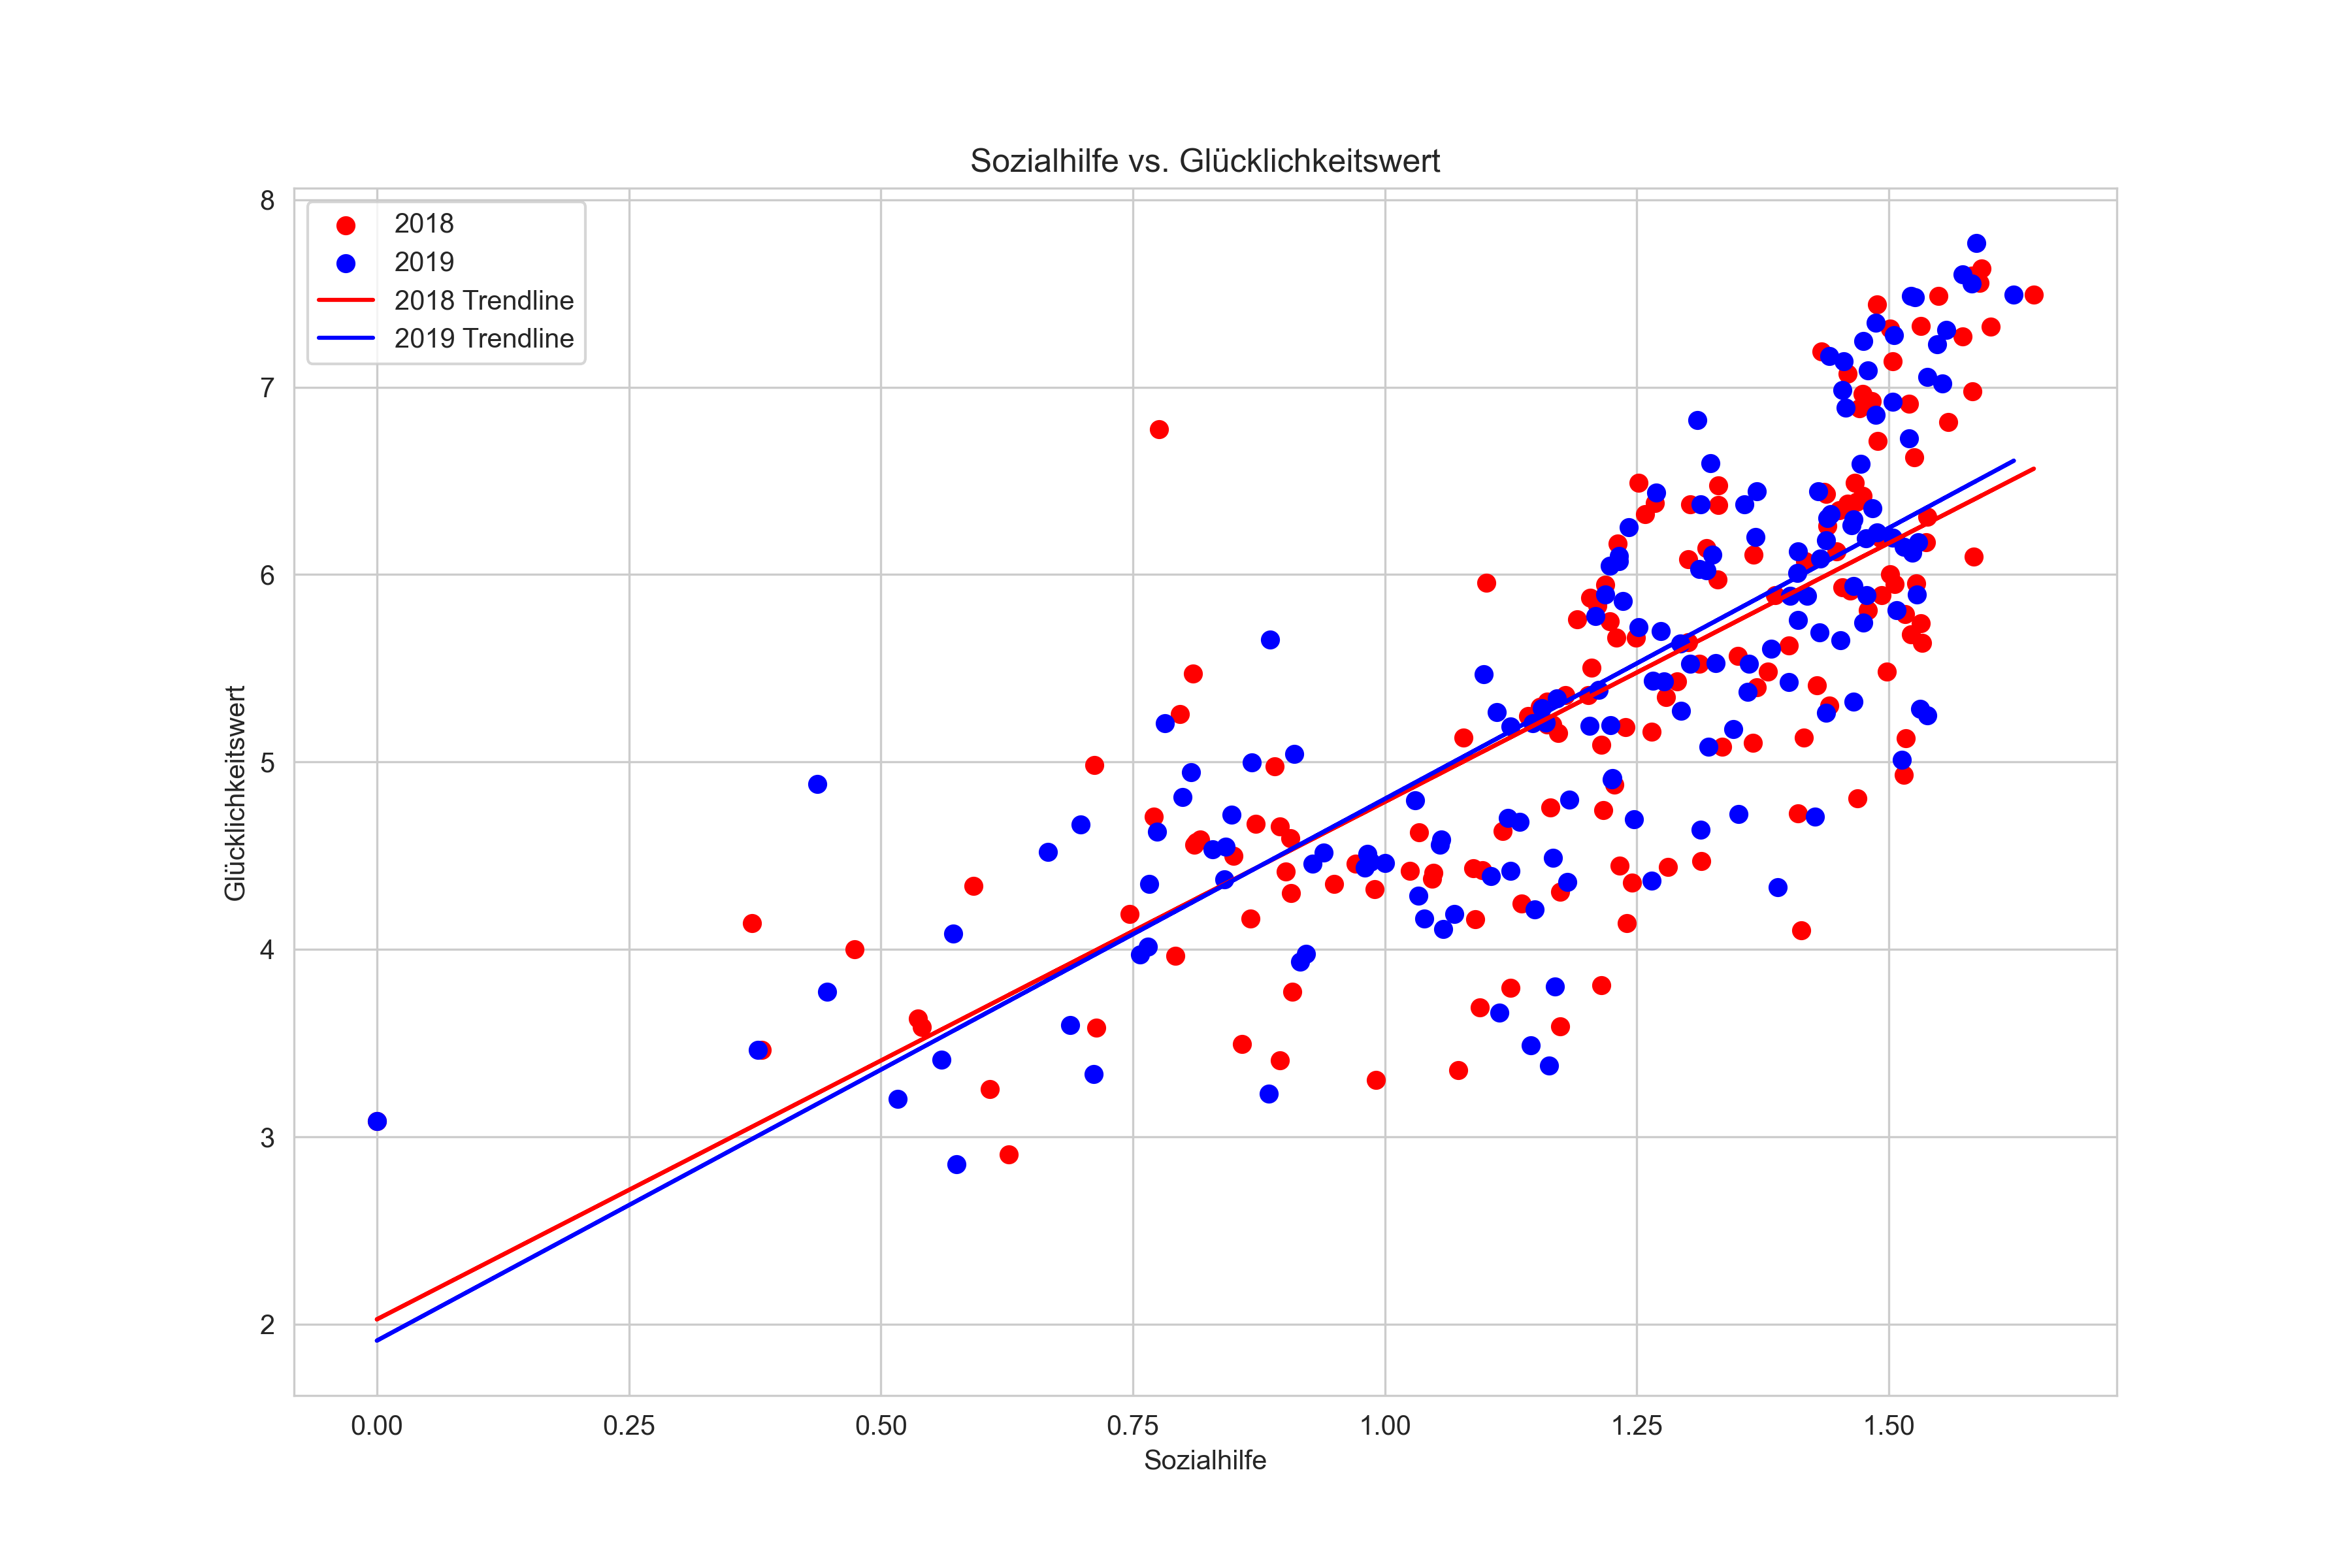 Sozialhilfe vs. Glücklichkeitswert
2018
2019
2018 Trendline
2019 Trendline
8
7
6
5
4
3
2
Glücklichkeitswert
0.00 0.25 0.50 0.75 1.00 1.25 1.50
Sozialhilfe